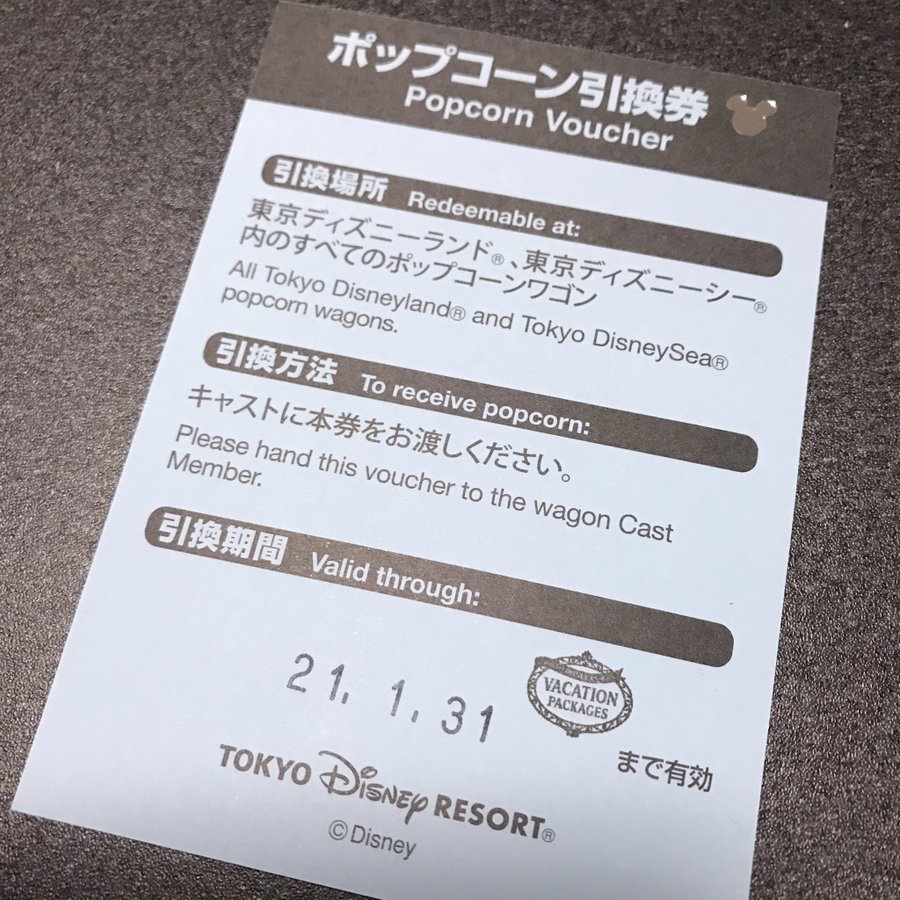 ポップコーン引換券
Popcorn Voucher
引換場所 Redeemable at:
東京ディズニーランド®、東京ディズニーシー®
内のすべてのポップコーンワゴン
All Tokyo Disneyland® and Tokyo DisneySea®
popcorn wagons.
引換方法 To receive popcorn:
キャストに本券をお渡しください。
Please hand this voucher to the wagon Cast
Member.
引換期間 Valid through:
21. 1. 31
VACATION
PACKAGES
まで有効
TOKYO Disney RESORT®
©Disney